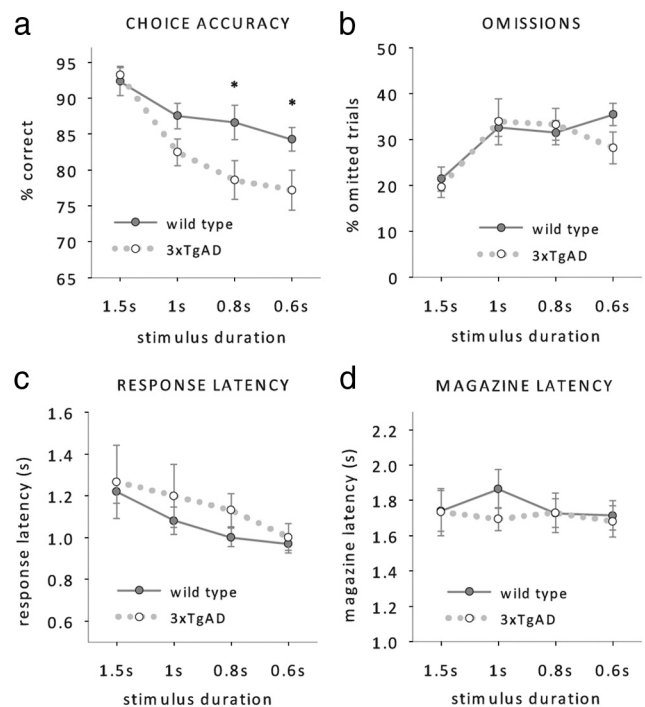 a
CHOICE ACCURACY
95
90
85
80
75
70
65
% correct
*
*
wild type
3xTgAD
1.5s 1s 0.8s 0.6s
stimulus duration
b
OMISSIONS
50
40
30
20
10
0
% omitted trials
wild type
3xTgAD
1.5s 1s 0.8s 0.6s
stimulus duration
c
RESPONSE LATENCY
1.6
1.4
1.2
1.0
0.8
0.6
response latency (s)
wild type
3xTgAD
1.5s 1s 0.8s 0.6s
stimulus duration
d
MAGAZINE LATENCY
2.2
2.0
1.8
1.6
1.4
1.2
1.0
magazine latency (s)
wild type
3xTgAD
1.5s 1s 0.8s 0.6s
stimulus duration